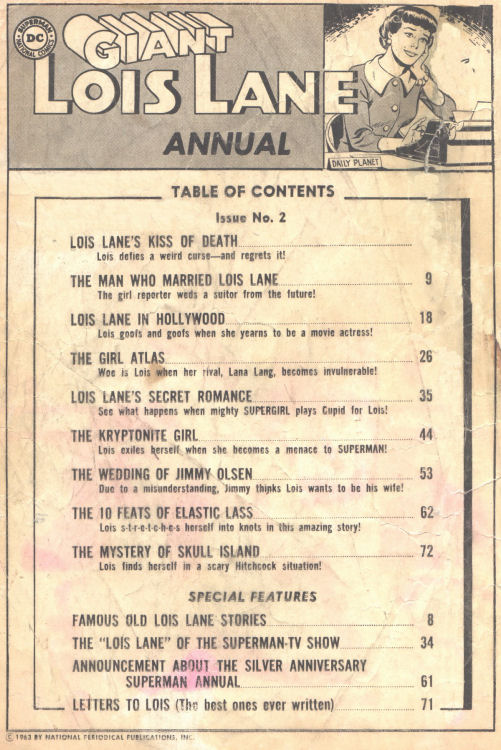 SUPERMAN
DC
NATIONAL COMICS
GIANT
LOIS LANE
ANNUAL
DAILY PLANET
TABLE OF CONTENTS
Issue No. 2
LOIS LANE'S KISS OF DEATH
Lois defies a weird curse—and regrets it!
THE MAN WHO MARRIED LOIS LANE 9
The girl reporter weds a suitor from the future!
LOIS LANE IN HOLLYWOOD 18
Lois goofs and goofs when she yearns to be a movie actress!
THE GIRL ATLAS 26
Woe is Lois when her rival, Lana Lang, becomes invulnerable!
LOIS LANE'S SECRET ROMANCE 35
See what happens when mighty SUPERGIRL plays Cupid for Lois!
THE KRYPTONITE GIRL 44
Lois exiles herself when she becomes a menace to SUPERMAN!
THE WEDDING OF JIMMY OLSEN 53
Due to a misunderstanding, Jimmy thinks Lois wants to be his wife!
THE 10 FEATS OF ELASTIC LASS 62
Lois s-t-r-e-t-c-h-e-s herself into knots in this amazing story!
THE MYSTERY OF SKULL ISLAND 72
Lois finds herself in a scary Hitchcock situation!
SPECIAL FEATURES
FAMOUS OLD LOIS LANE STORIES 8
THE "LOIS LANE" OF THE SUPERMAN-TV SHOW 34
ANNOUNCEMENT ABOUT THE SILVER ANNIVERSARY
SUPERMAN ANNUAL 61
LETTERS TO LOIS (The best ones ever written) 71
© 1963 BY NATIONAL PERIODICAL PUBLICATIONS, INC.